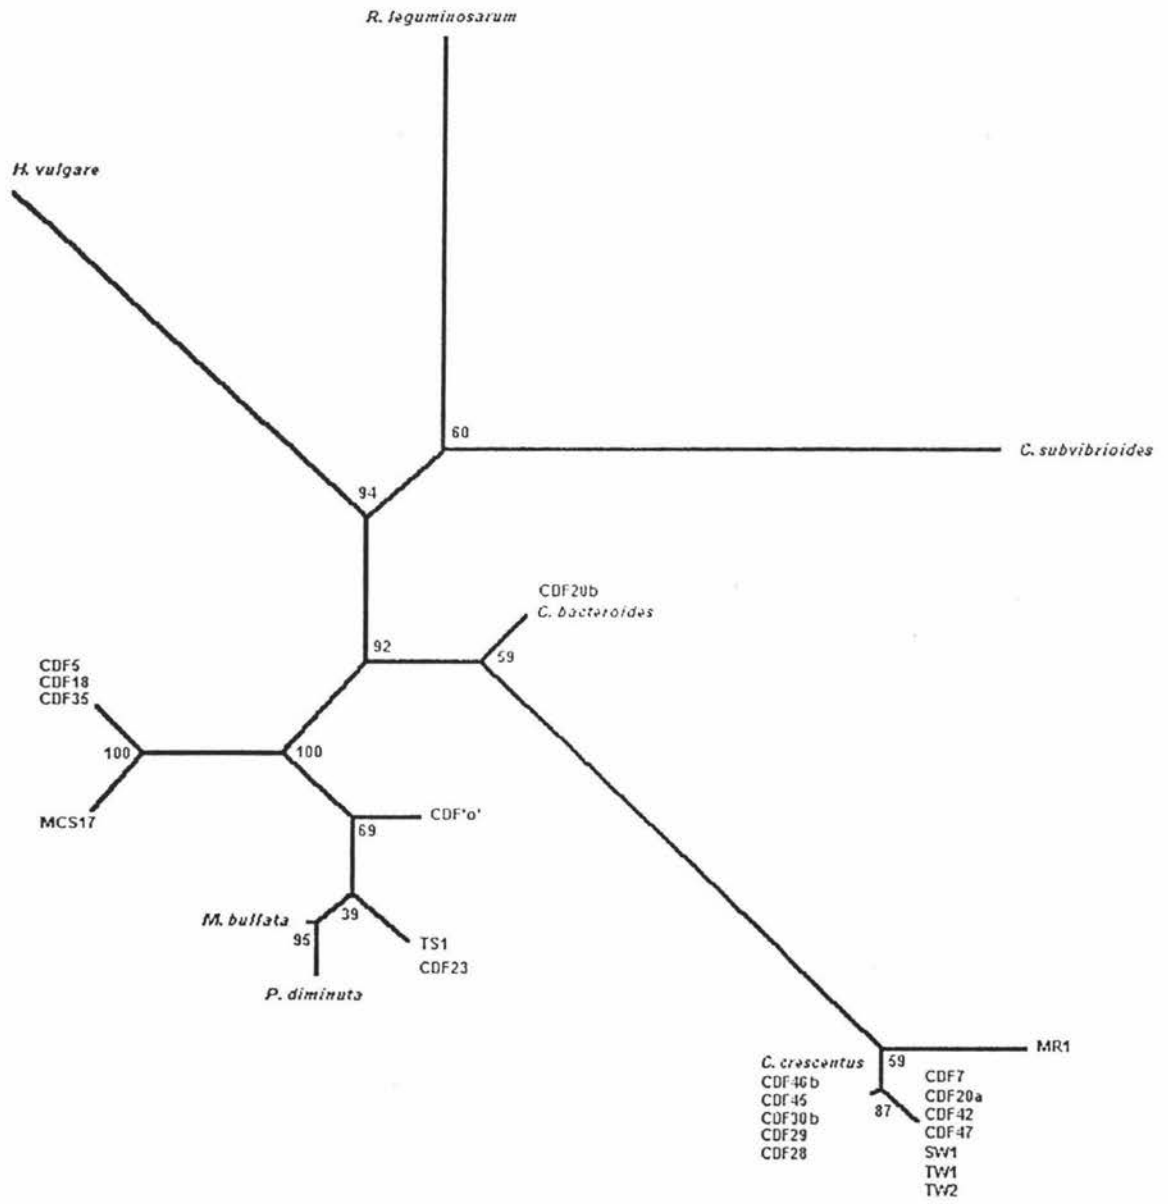 R. leguminosarum
H. vulgare
60
C. subvibrioides
94
CDF20b
C. bacteroides
92
59
CDF5
CDF18
CDF35
100
100
MCS17
CDF'o'
69
M. bullata
39
95
TS1
CDF23
P. diminuta
MR1
59
C. crescentus
CDF46b
CDF45
CDF30b
CDF29
CDF28
87
CDF7
CDF20a
CDF42
CDF47
SW1
TW1
TW2